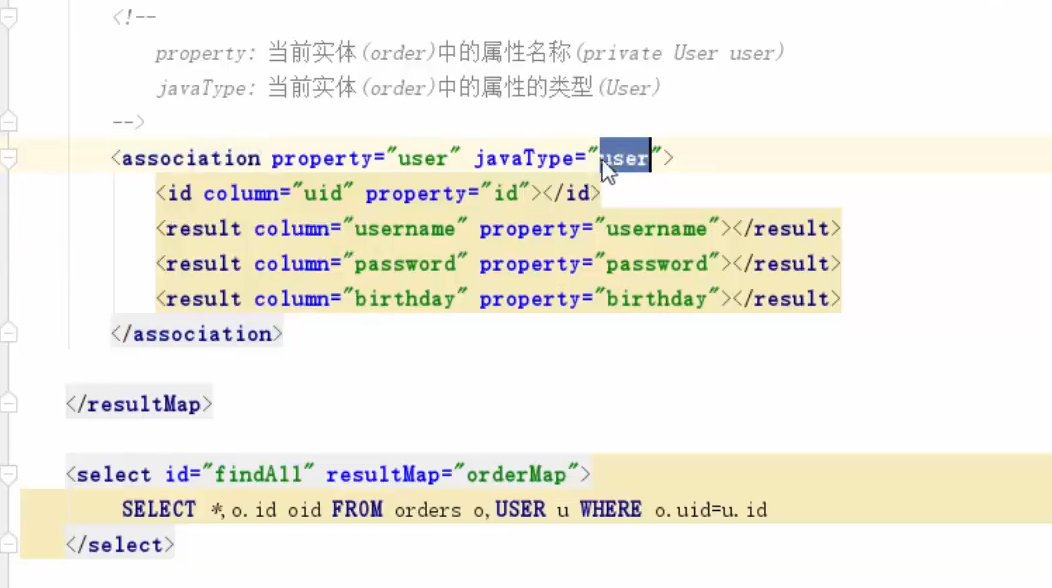 <!--
property: 当前实体(order)中的属性名称(private User user)
javaType: 当前实体(order)中的属性的类型(User)
-->
<association property="user" javaType="user">
<id column="uid" property="id"></id>
<result column="username" property="username"></result>
<result column="password" property="password"></result>
<result column="birthday" property="birthday"></result>
</association>
</resultMap>
<select id="findAll" resultMap="orderMap">
SELECT *,o.id oid FROM orders o,USER u WHERE o.uid=u.id
</select>